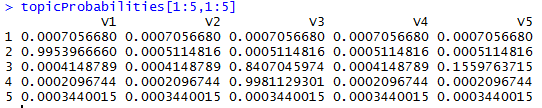 > topicProbabilities[1:5,1:5]
V1 V2 V3 V4 V5
1 0.0007056680 0.0007056680 0.0007056680 0.0007056680 0.0007056680
2 0.9953966660 0.0005114816 0.0005114816 0.0005114816 0.0005114816
3 0.0004148789 0.0004148789 0.8407045974 0.0004148789 0.1559763715
4 0.0002096744 0.0002096744 0.9981129301 0.0002096744 0.0002096744
5 0.0003440015 0.0003440015 0.0003440015 0.0003440015 0.0003440015